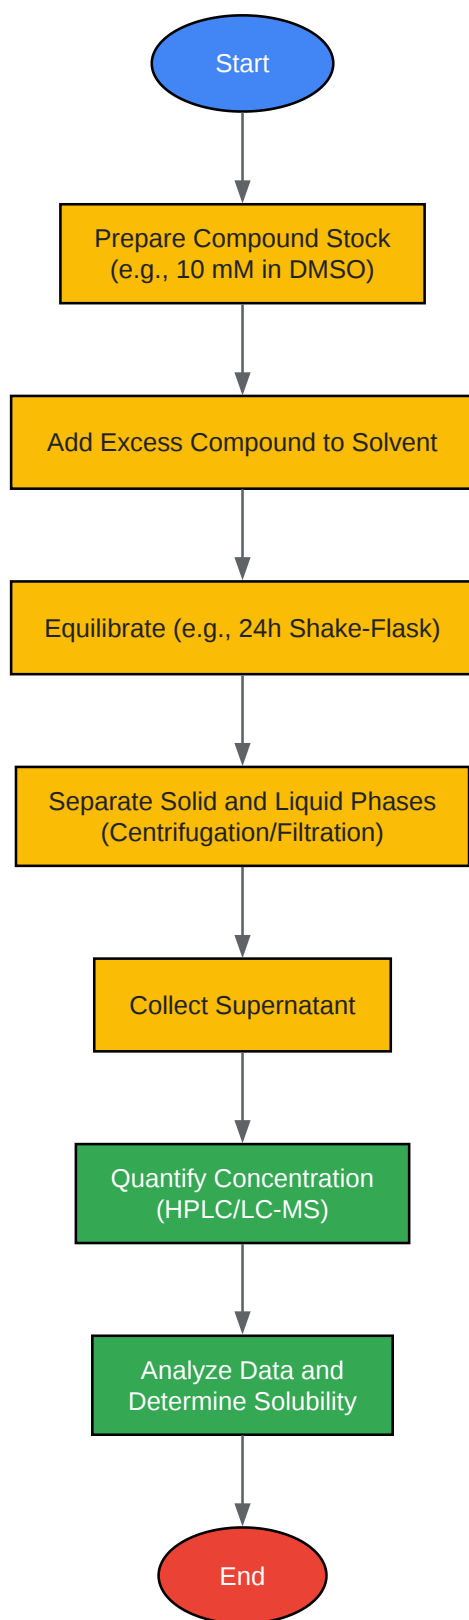 Start
Prepare Compound Stock
(e.g., 10 mM in DMSO)
Add Excess Compound to Solvent
Equilibrate (e.g., 24h Shake-Flask)
Separate Solid and Liquid Phases
(Centrifugation/Filtration)
Collect Supernatant
Quantify Concentration
(HPLC/LC-MS)
Analyze Data and
Determine Solubility
End